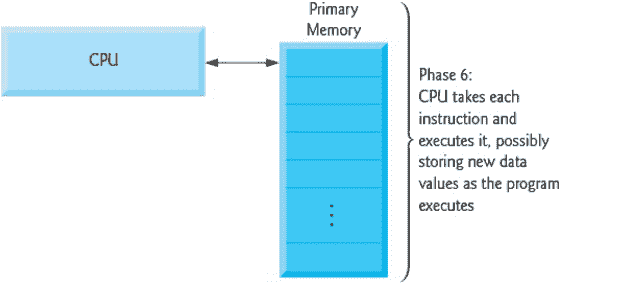 Primary
Memory
CPU
Phase 6:
CPU takes each
instruction and
executes it, possibly
storing new data
values as the program
executes